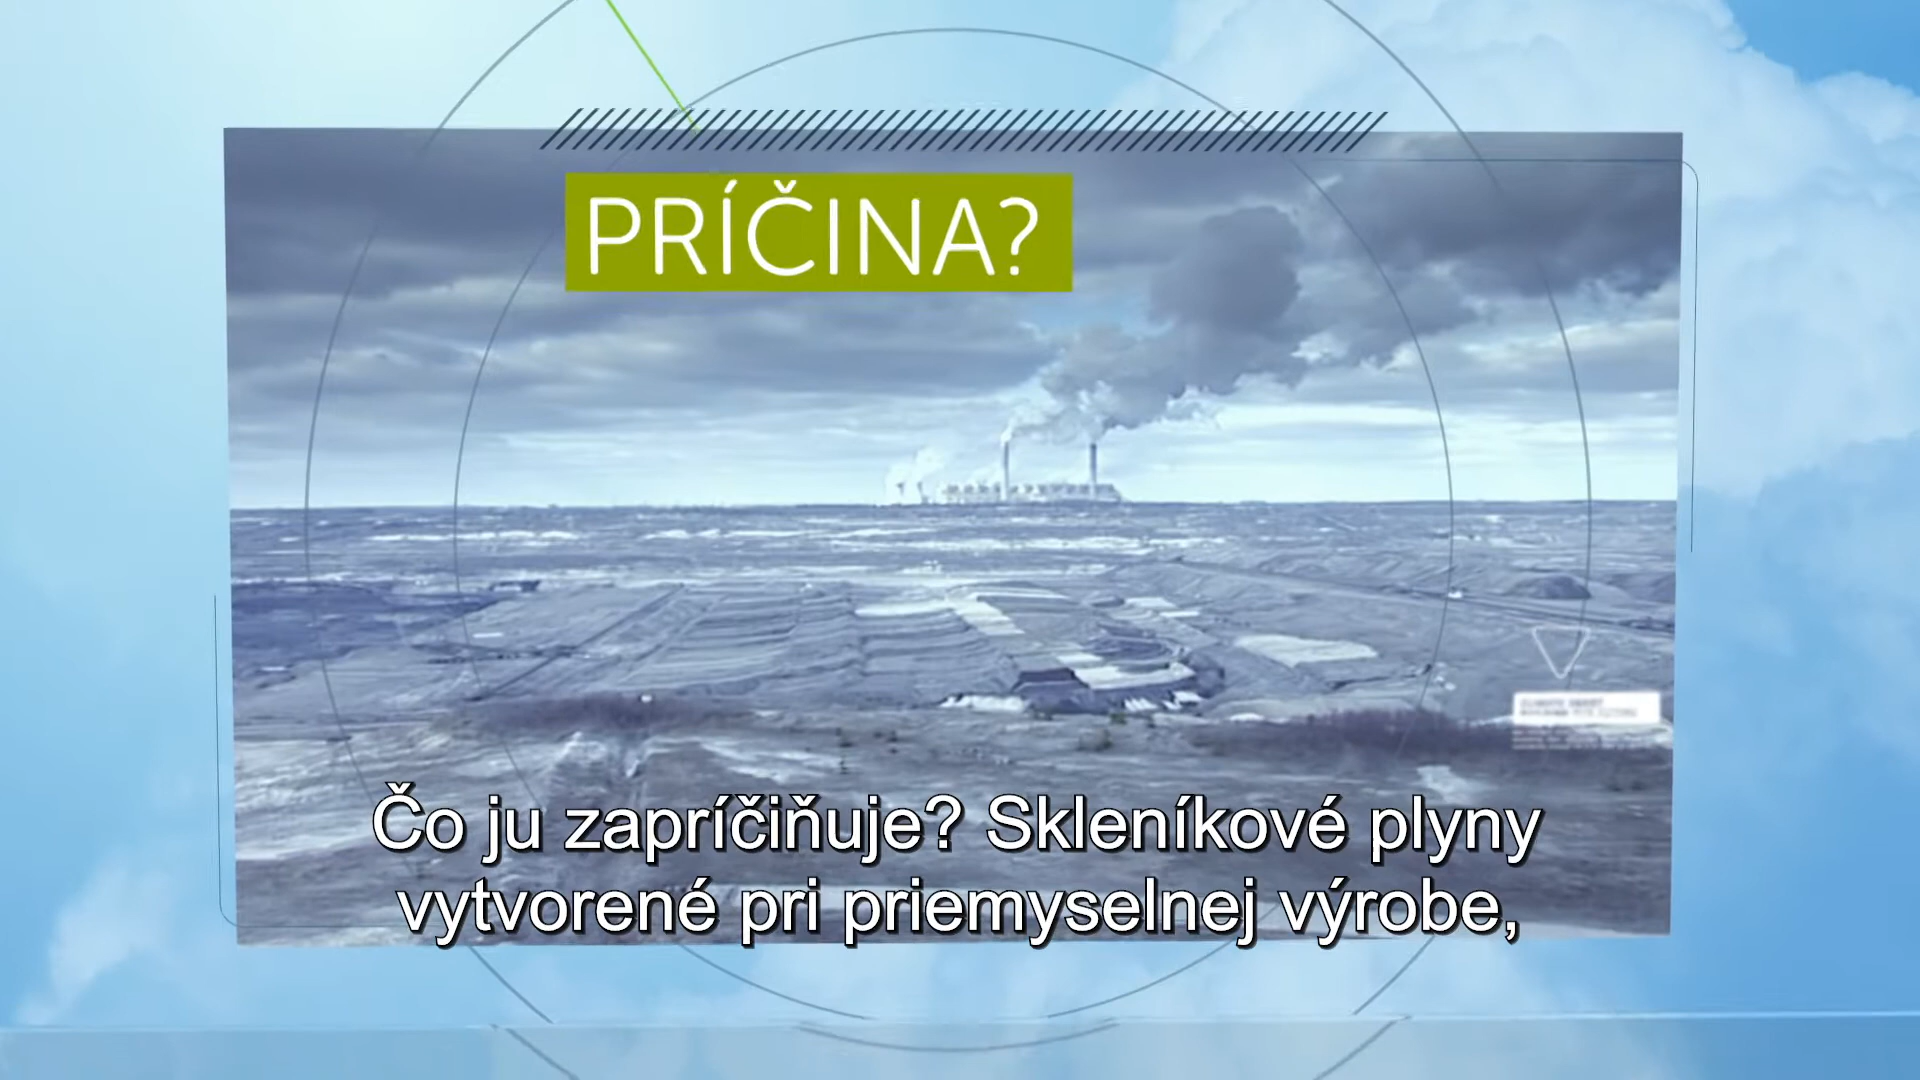 PRÍČINA?
Čo ju zapríčiňuje? Skleníkové plyny
vytvorené pri priemyselnej výrobe,